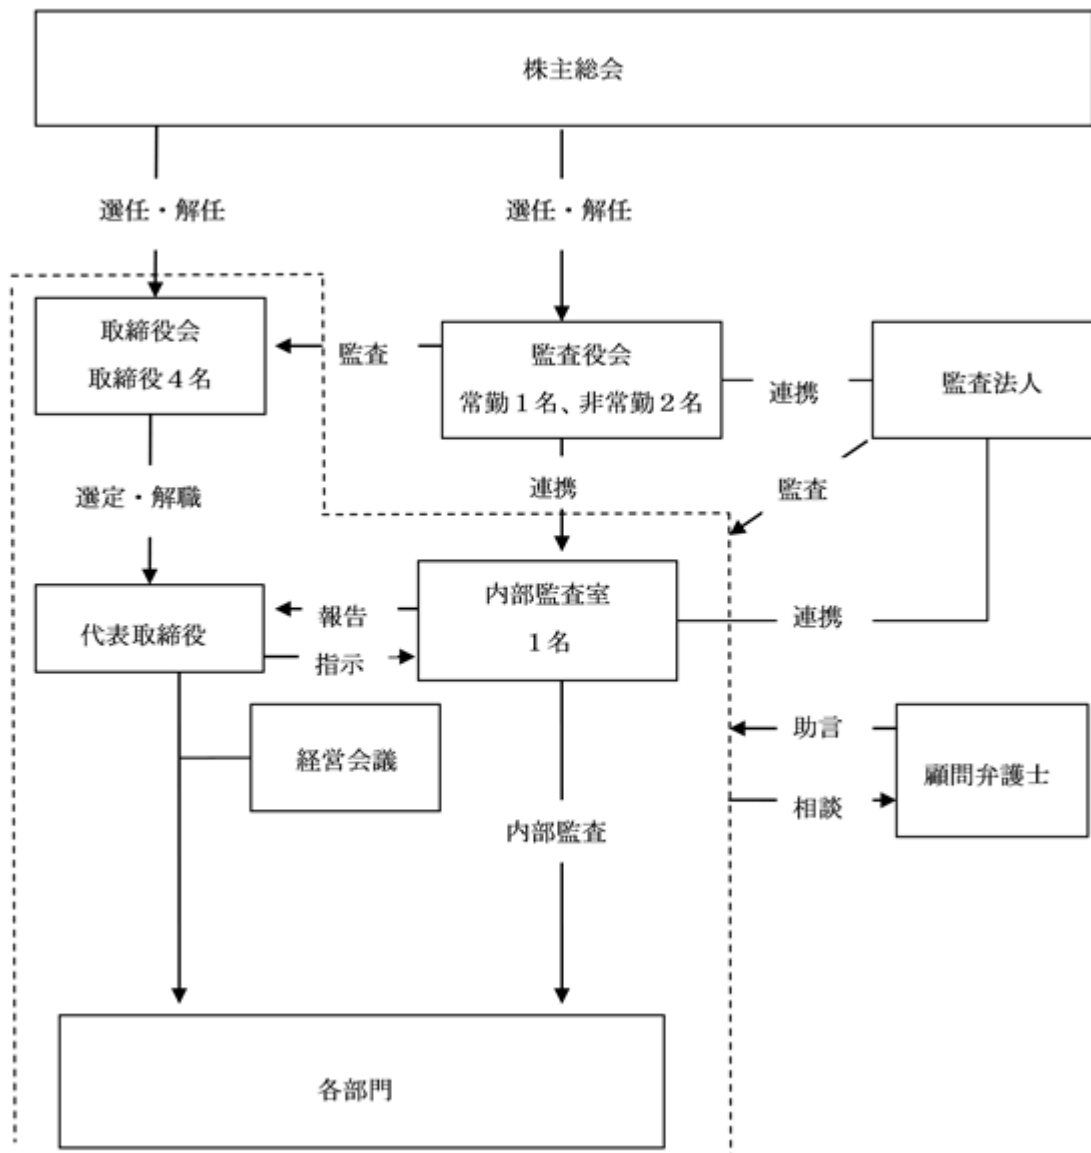 株主総会
選任・解任
選任・解任
取締役会
取締役4名
監査
監査役会
常勤1名、非常勤2名
連携
監査法人
選定・解職
連携
監査
代表取締役
報告
指示
内部監査室
1名
連携
経営会議
助言
相談
顧問弁護士
内部監査
各部門